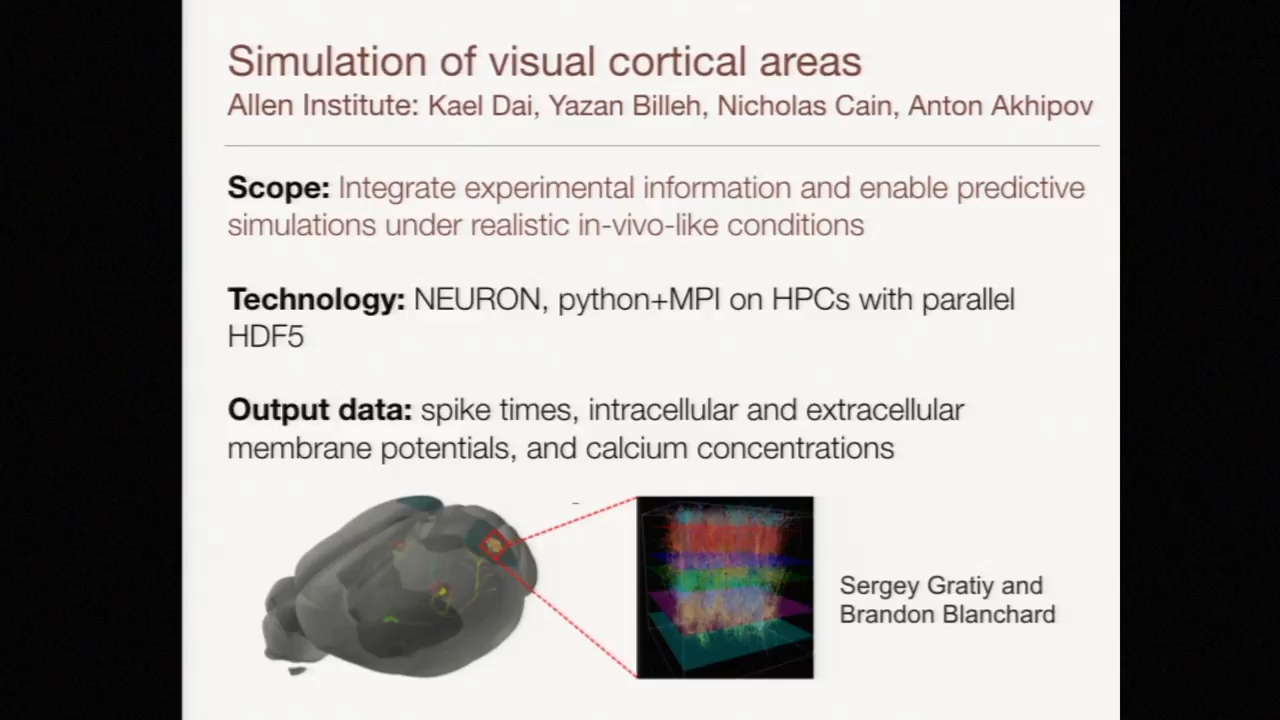 Simulation of visual cortical areas
Allen Institute: Kael Dai, Yazan Billeh, Nicholas Cain, Anton Akhipov
Scope: Integrate experimental information and enable predictive
simulations under realistic in-vivo-like conditions
Technology: NEURON, python+MPI on HPCs with parallel
HDF5
Output data: spike times, intracellular and extracellular
membrane potentials, and calcium concentrations
Sergey Gratiy and
Brandon Blanchard